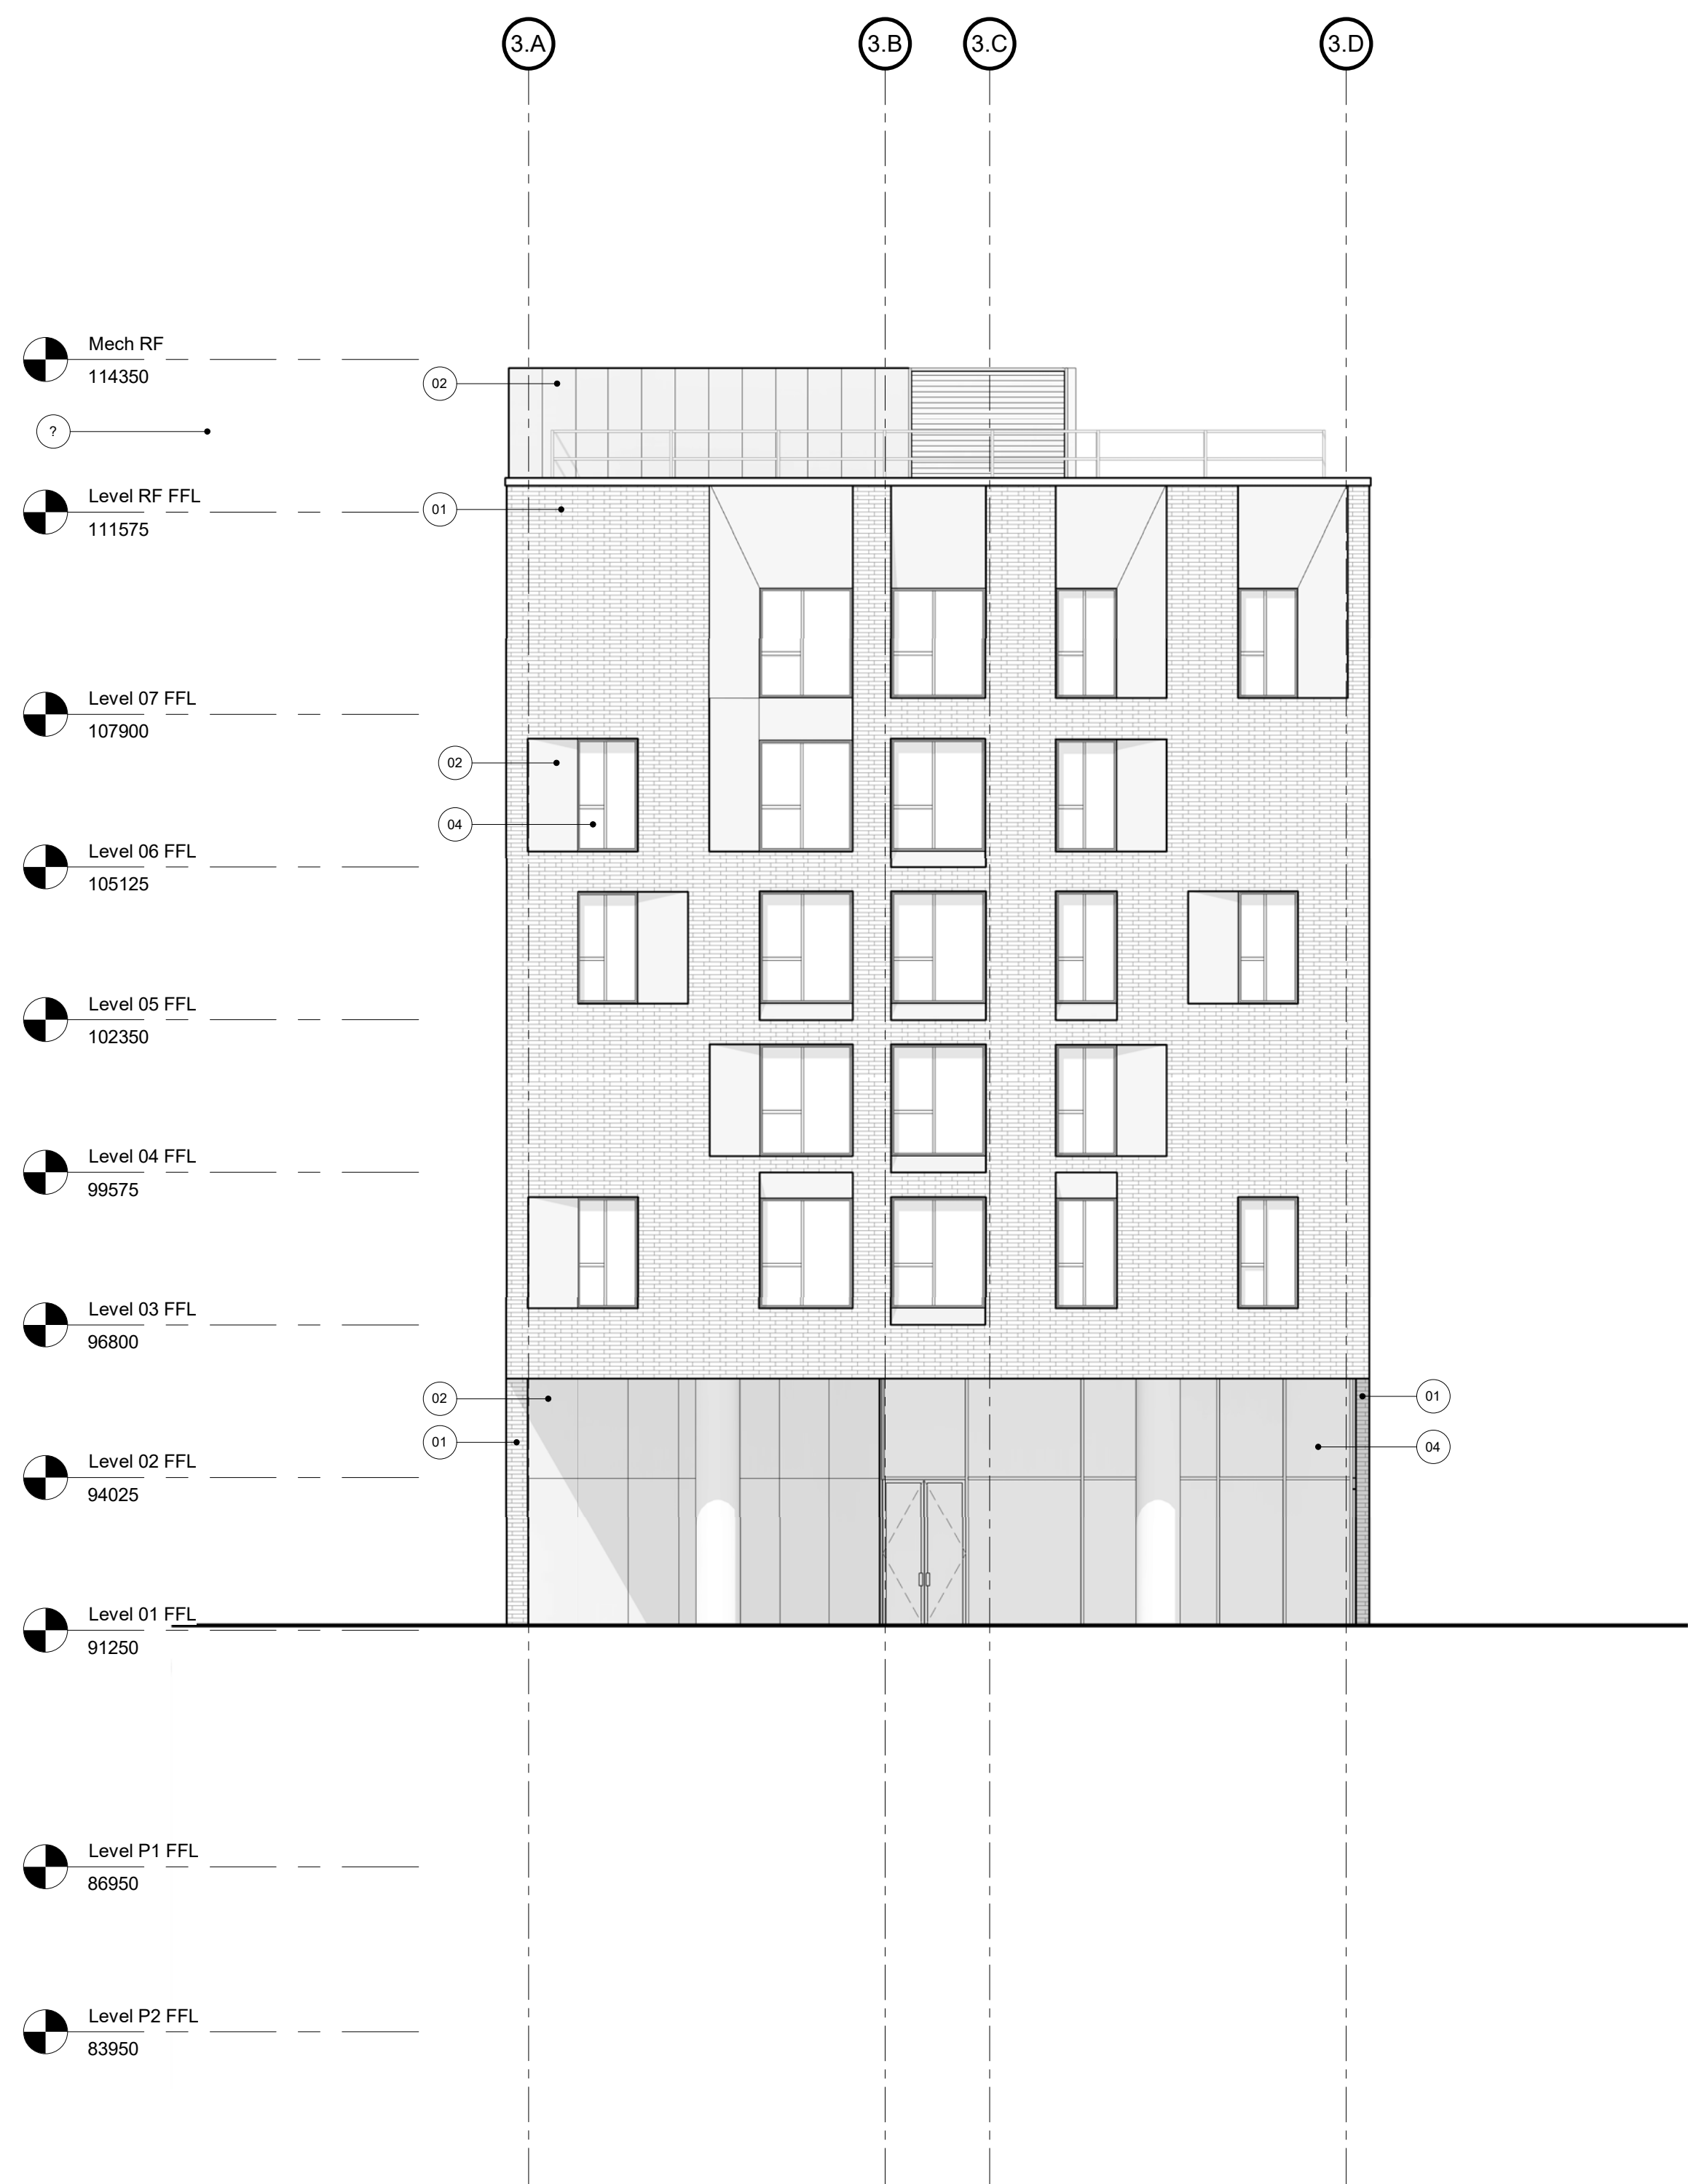 3.A 3.B 3.C 3.D
Mech RF
114350
02
?
Level RF FFL
01
111575
Level 07 FFL
107900
02
04
Level 06 FFL
105125
Level 05 FFL
102350
Level 04 FFL
99575
Level 03 FFL
96800
02 01
01 04
Level 02 FFL
94025
Level 01 FFL
91250
Level P1 FFL
86950
Level P2 FFL
83950